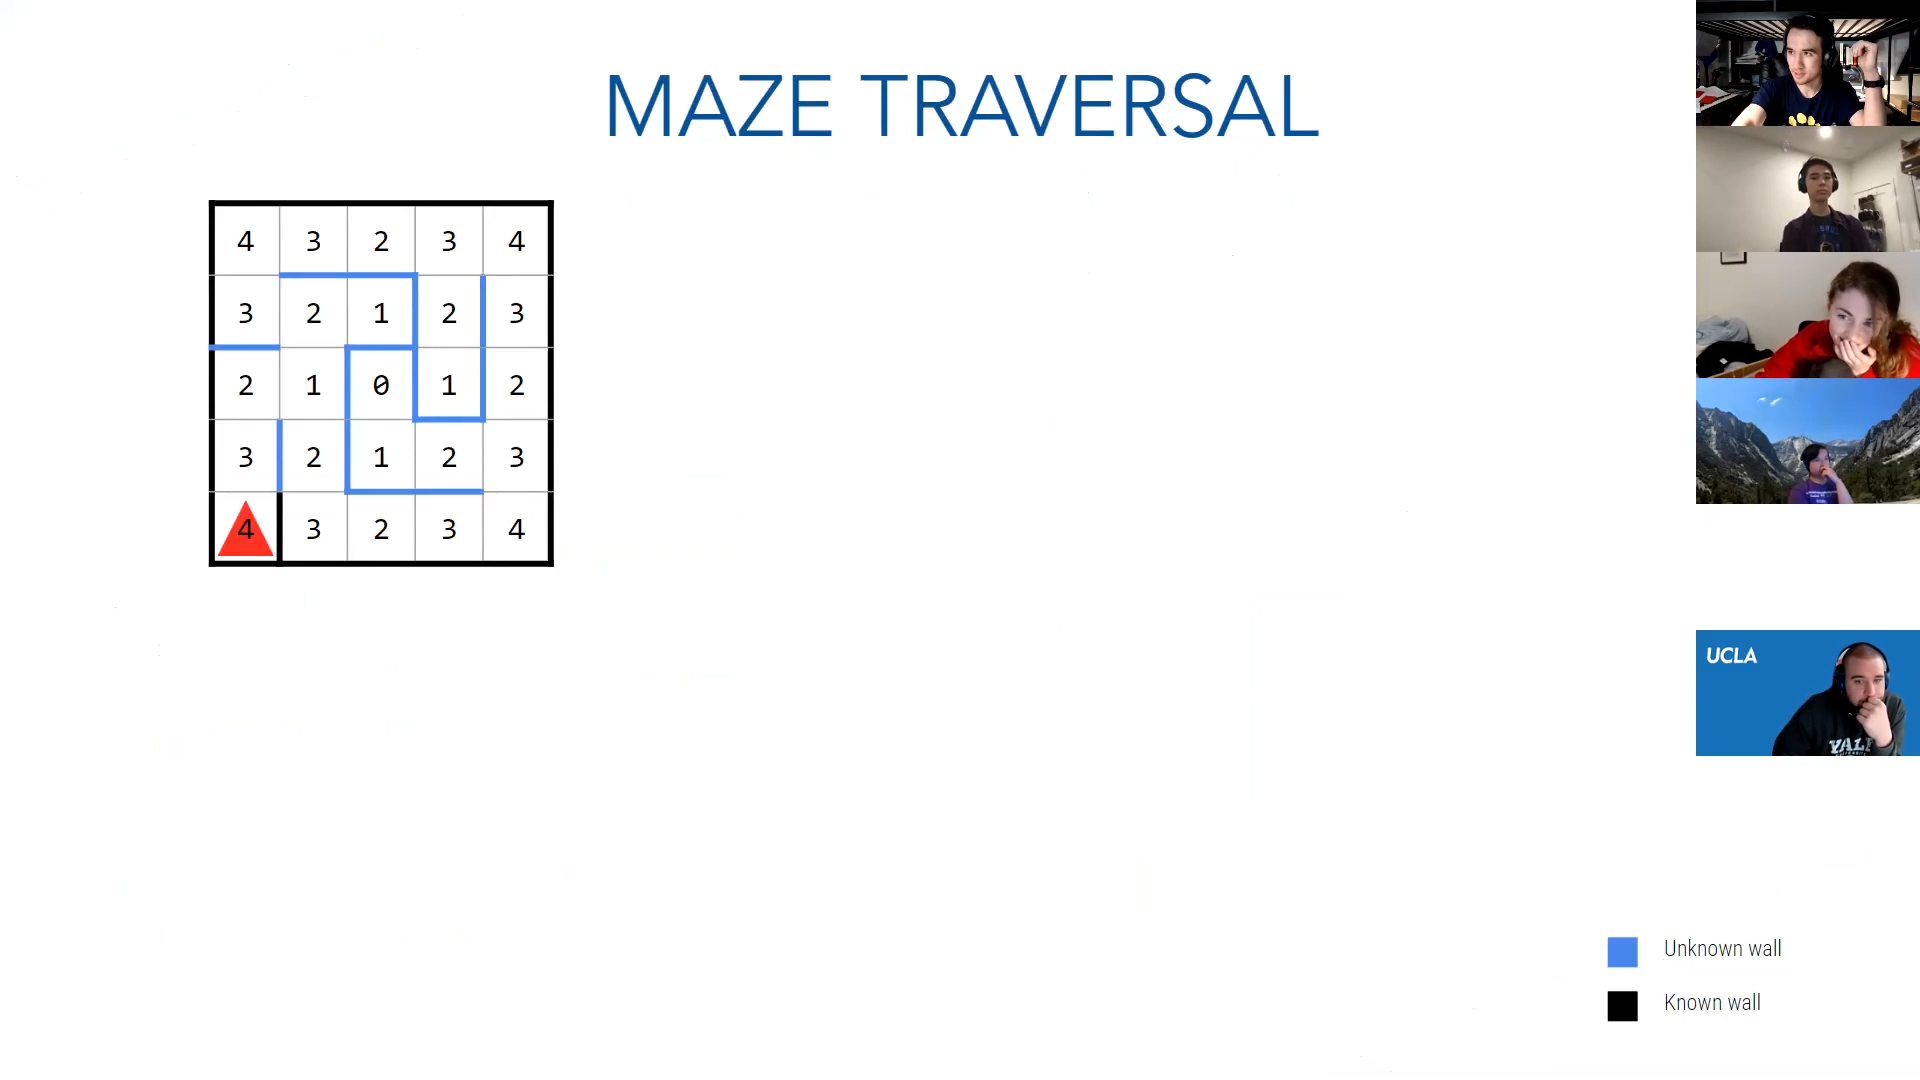 MAZE TRAVERSAL
4 3 2 3 4
3 2 1 2 3
2 1 0 1 2
3 2 1 2 3
4 3 2 3 4
UCLA
YALE
Unknown wall
Known wall